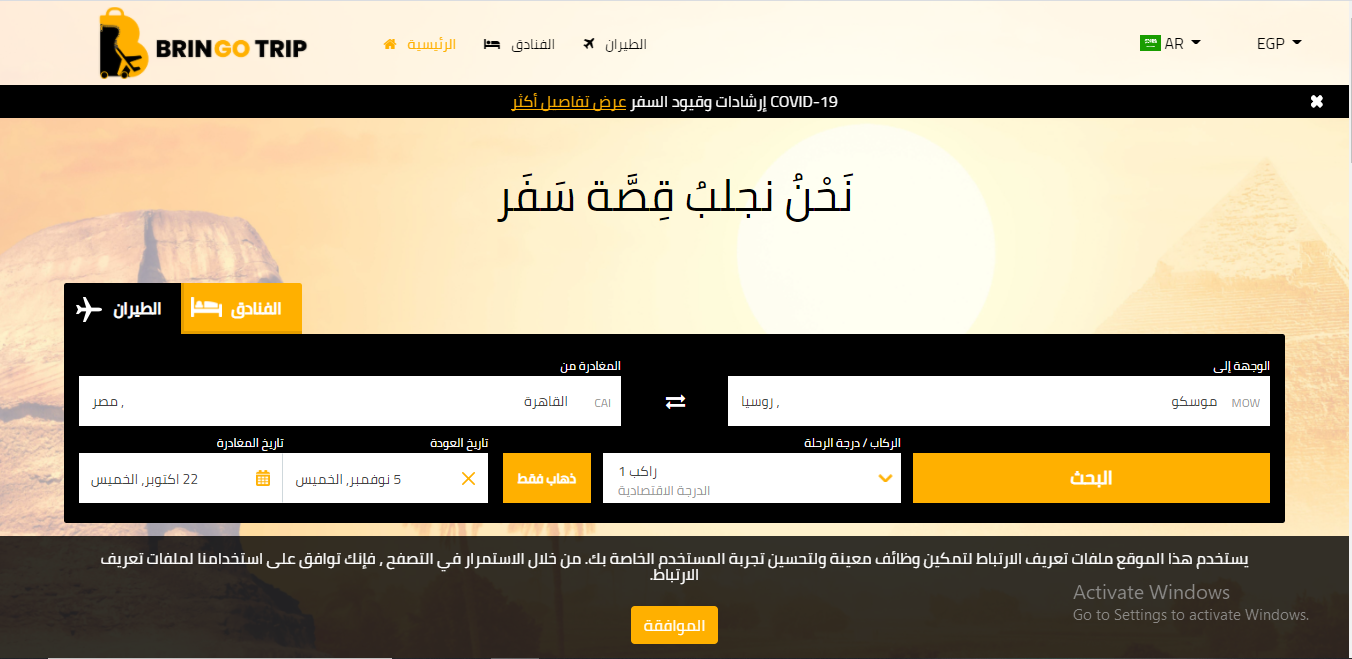 BRINGO TRIP
الرئيسية
الفنادق
الطيران
AR
EGP
COVID-19 إرشادات وقيود السفر عرض تفاصيل أكثر
نَحْنُ نجلبُ قِصَّة سَفَر
الطيران
الفنادق
المغادرة من
CAI القاهرة , مصر
الوجهة إلى
MOW موسكو , روسيا
تاريخ المغادرة
22 اكتوبر, الخميس
تاريخ العودة
5 نوفمبر, الخميس
ذهاب فقط
الركاب / درجة الرحلة
راكب 1
الدرجة الاقتصادية
البحث
يستخدم هذا الموقع ملفات تعريف الارتباط لتمكين وظائف معينة ولتحسين تجربة المستخدم الخاصة بك. من خلال الاستمرار في التصفح , فإنك توافق على استخدامنا لملفات تعريف
الارتباط.
الموافقة
Activate Windows
Go to Settings to activate Windows.